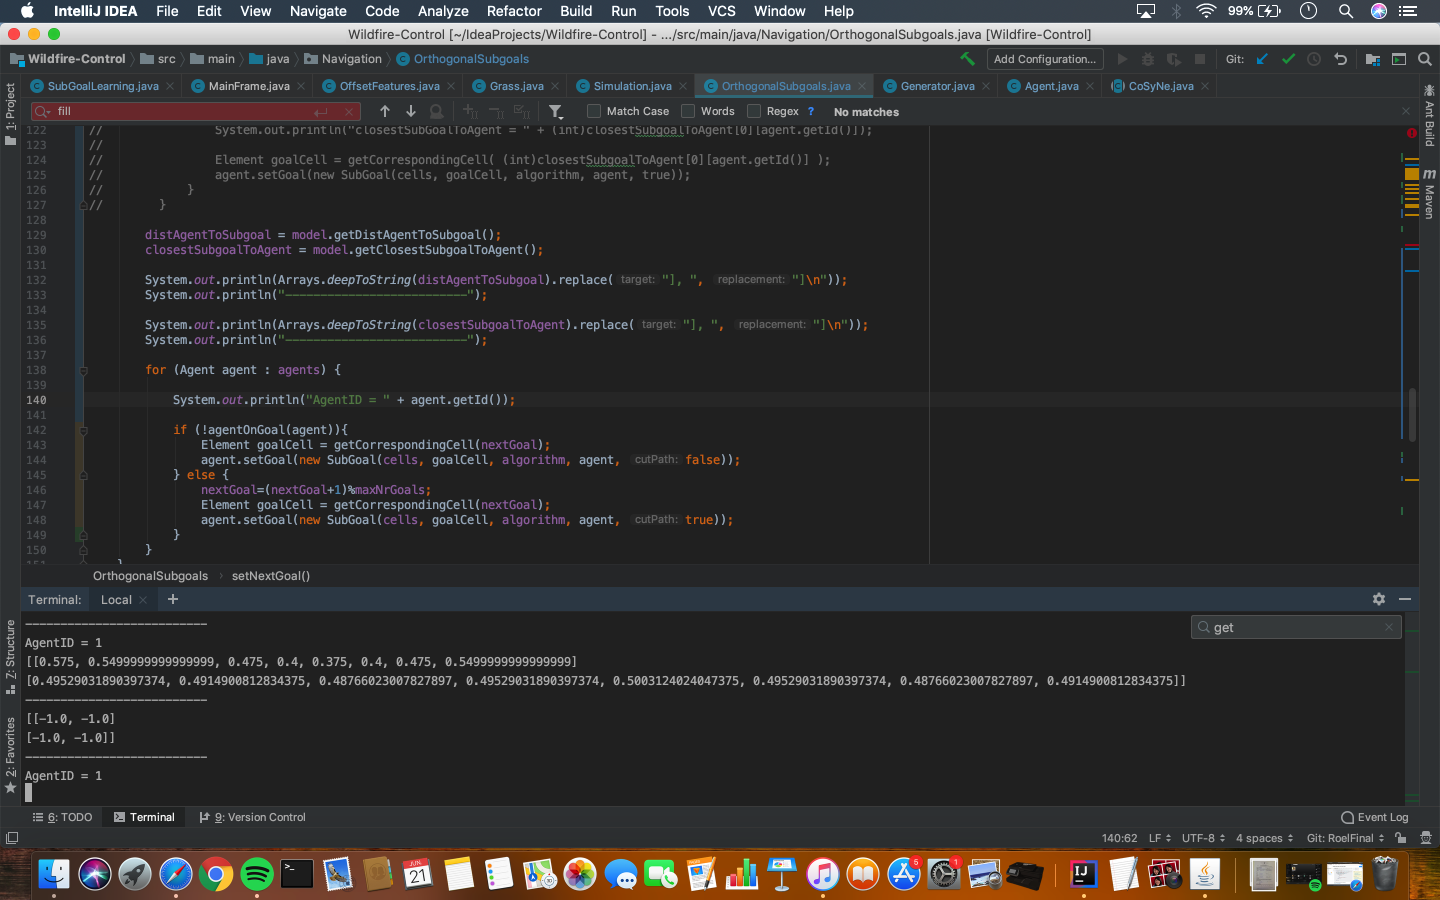 IntelliJ IDEA File Edit View Navigate Code Analyze Refactor Build Run Tools VCS Window Help 99%
Wildfire-Control [~/IdeaProjects/Wildfire-Control] - .../src/main/java/Navigation/OrthogonalSubgoals.java [Wildfire-Control]
Wildfire-Control src main java Navigation OrthogonalSubgoals Add Configuration... Git:
SubGoalLearning.java MainFrame.java OffsetFeatures.java Grass.java Simulation.java OrthogonalSubgoals.java Generator.java Agent.java CoSyNe.java
fill Match Case Words Regex ? No matches
1: Project
Ant Build
m Maven
122 // System.out.println("closestSubGoalToAgent = " + (int)closestSubgoalToAgent[0][agent.getId()]);
123 //
124 // Element goalCell = getCorrespondingCell( (int)closestSubgoalToAgent[0][agent.getId()] );
125 // agent.setGoal(new SubGoal(cells, goalCell, algorithm, agent, true));
126 // }
127 // }
128
129 distAgentToSubgoal = model.getDistAgentToSubgoal();
130 closestSubgoalToAgent = model.getClosestSubgoalToAgent();
131
132 System.out.println(Arrays.deepToString(distAgentToSubgoal).replace( target: "], ", replacement: "]\n"));
133 System.out.println("--------------------------");
134
135 System.out.println(Arrays.deepToString(closestSubgoalToAgent).replace( target: "], ", replacement: "]\n"));
136 System.out.println("--------------------------");
137
138 for (Agent agent : agents) {
139
140 System.out.println("AgentID = " + agent.getId());
141
142 if (!agentOnGoal(agent)){
143 Element goalCell = getCorrespondingCell(nextGoal);
144 agent.setGoal(new SubGoal(cells, goalCell, algorithm, agent, cutPath: false));
145 } else {
146 nextGoal=(nextGoal+1)%maxNrGoals;
147 Element goalCell = getCorrespondingCell(nextGoal);
148 agent.setGoal(new SubGoal(cells, goalCell, algorithm, agent, cutPath: true));
149 }
150 }
151 }
OrthogonalSubgoals setNextGoal()
Terminal: Local +
get
--------------------------
AgentID = 1
[[0.575, 0.5499999999999999, 0.475, 0.4, 0.375, 0.4, 0.475, 0.5499999999999999]
[0.49529031890397374, 0.4914900812834375, 0.48766023007827897, 0.49529031890397374, 0.5003124024047375, 0.49529031890397374, 0.48766023007827897, 0.4914900812834375]]
--------------------------
[[-1.0, -1.0]
[-1.0, -1.0]]
--------------------------
AgentID = 1
7: Structure
2: Favorites
6: TODO Terminal 9: Version Control Event Log
140:62 LF UTF-8 4 spaces Git: RoelFinal
JUN
21
5
1
IJ